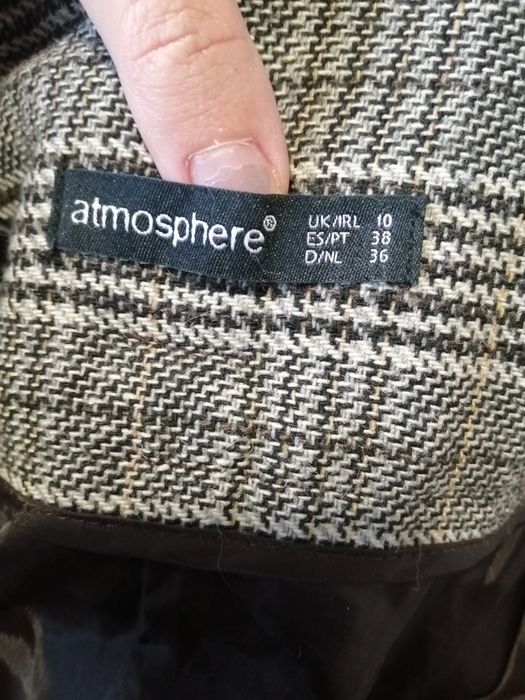 atmosphere®
UK/IRL 10
ES/PT 38
D/NL 36